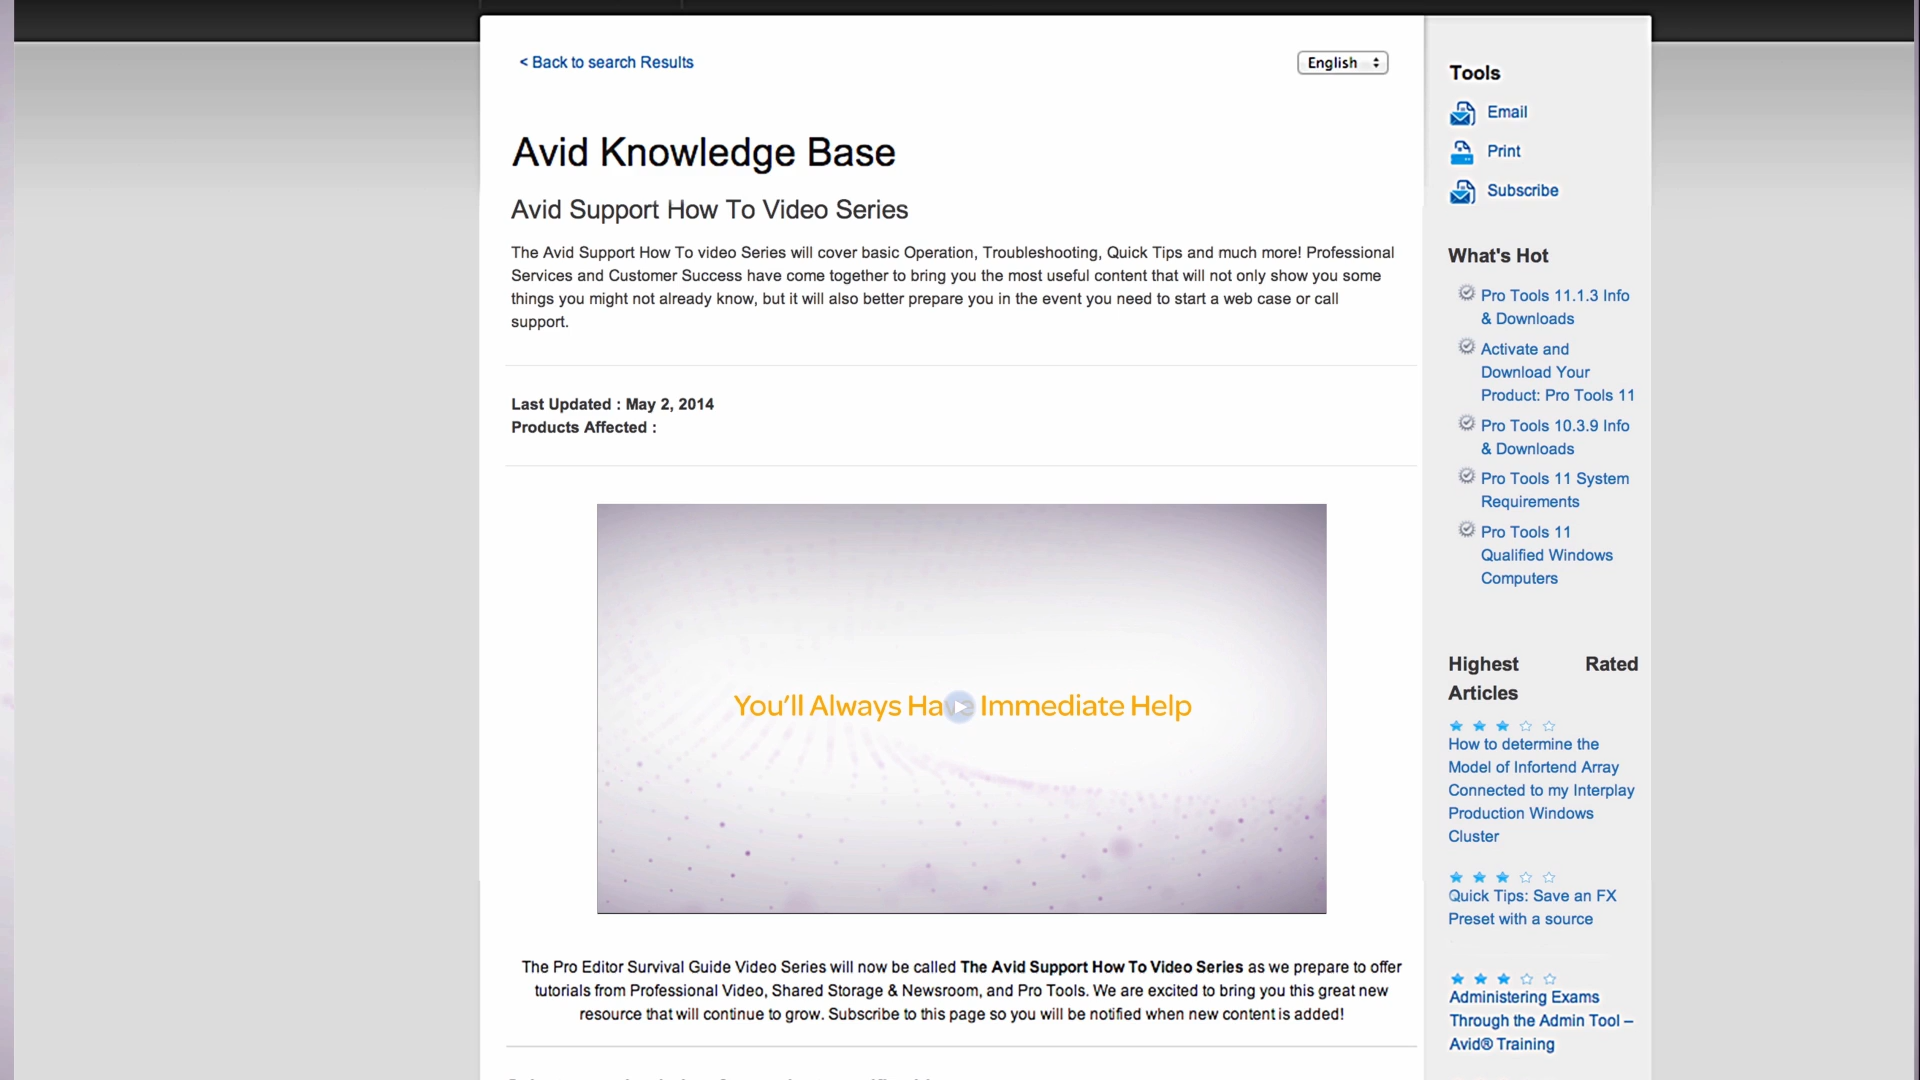 < Back to search Results
English
Avid Knowledge Base
Avid Support How To Video Series
The Avid Support How To video Series will cover basic Operation, Troubleshooting, Quick Tips and much more! Professional
Services and Customer Success have come together to bring you the most useful content that will not only show you some
things you might not already know, but it will also better prepare you in the event you need to start a web case or call
support.
Last Updated : May 2, 2014
Products Affected :
You'll Always Have Immediate Help
The Pro Editor Survival Guide Video Series will now be called The Avid Support How To Video Series as we prepare to offer
tutorials from Professional Video, Shared Storage & Newsroom, and Pro Tools. We are excited to bring you this great new
resource that will continue to grow. Subscribe to this page so you will be notified when new content is added!
Tools
Email
Print
Subscribe
What's Hot
Pro Tools 11.1.3 Info
& Downloads
Activate and
Download Your
Product: Pro Tools 11
Pro Tools 10.3.9 Info
& Downloads
Pro Tools 11 System
Requirements
Pro Tools 11
Qualified Windows
Computers
Highest Rated
Articles
How to determine the
Model of Infortend Array
Connected to my Interplay
Production Windows
Cluster
Quick Tips: Save an FX
Preset with a source
Administering Exams
Through the Admin Tool –
Avid® Training